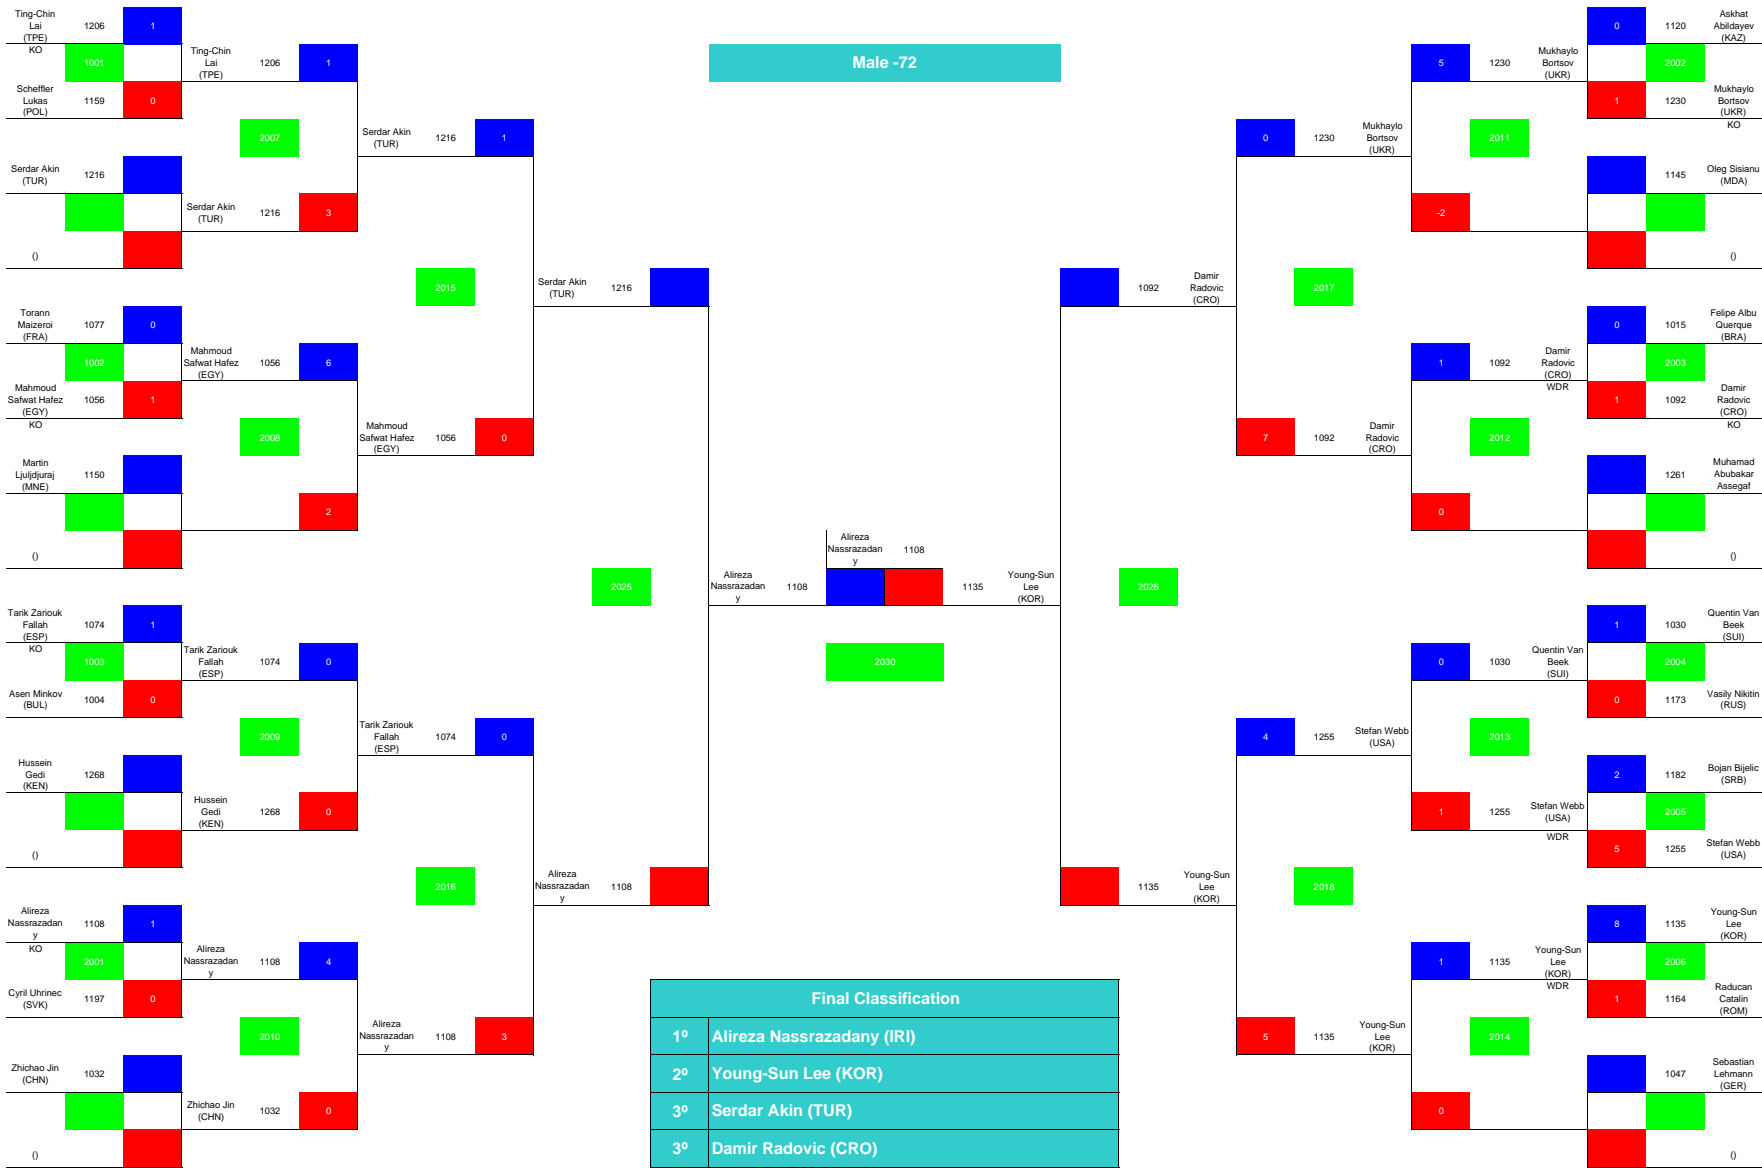 Male -72
Ting-Chin
Lai
(TPE)
1206
1
KO
1001
Scheffler
Lukas
(POL)
1159
0
Ting-Chin
Lai
(TPE)
1206
1
2007
Serdar Akin
(TUR)
1216
()
Serdar Akin
(TUR)
1216
3
Serdar Akin
(TUR)
1216
1
2015
Torann
Maizeroi
(FRA)
1077
0
1002
Mahmoud
Safwat Hafez
(EGY)
1056
1
KO
Mahmoud
Safwat Hafez
(EGY)
1056
6
2008
Martin
Ljuljdjuraj
(MNE)
1150
()
2
Mahmoud
Safwat Hafez
(EGY)
1056
0
Serdar Akin
(TUR)
1216
2025
Tarik Zariouk
Fallah
(ESP)
1074
1
KO
1003
Asen Minkov
(BUL)
1004
0
Tarik Zariouk
Fallah
(ESP)
1074
0
2009
Hussein
Gedi
(KEN)
1268
()
Hussein
Gedi
(KEN)
1268
0
Tarik Zariouk
Fallah
(ESP)
1074
0
2016
Alireza
Nassrazadan
y
1108
1
KO
2001
Cyril Uhrinec
(SVK)
1197
0
Alireza
Nassrazadan
y
1108
4
2010
Zhichao Jin
(CHN)
1032
()
Zhichao Jin
(CHN)
1032
0
Alireza
Nassrazadan
y
1108
3
Alireza
Nassrazadan
y
1108
Alireza
Nassrazadan
y
1108
Alireza
Nassrazadan
y
1108
2030
1135
Young-Sun
Lee
(KOR)
2026
1092
Damir
Radovic
(CRO)
2017
0
1230
Mukhaylo
Bortsov
(UKR)
2011
5
1230
Mukhaylo
Bortsov
(UKR)
0
1120
Askhat
Abildayev
(KAZ)
2002
1
1230
Mukhaylo
Bortsov
(UKR)
KO
-2
1145
Oleg Sisianu
(MDA)
()
7
1092
Damir
Radovic
(CRO)
2012
1
1092
Damir
Radovic
(CRO)
WDR
0
1015
Felipe Albu
Querque
(BRA)
2003
1
1092
Damir
Radovic
(CRO)
KO
0
1261
Muhamad
Abubakar
Assegaf
()
1135
Young-Sun
Lee
(KOR)
2018
4
1255
Stefan Webb
(USA)
2013
0
1030
Quentin Van
Beek
(SUI)
1
1030
Quentin Van
Beek
(SUI)
2004
0
1173
Vasily Nikitin
(RUS)
1
1255
Stefan Webb
(USA)
WDR
2
1182
Bojan Bijelic
(SRB)
2005
5
1255
Stefan Webb
(USA)
5
1135
Young-Sun
Lee
(KOR)
2014
1
1135
Young-Sun
Lee
(KOR)
WDR
8
1135
Young-Sun
Lee
(KOR)
2006
1
1164
Raducan
Catalin
(ROM)
0
1047
Sebastian
Lehmann
(GER)
()
Final Classification
1º Alireza Nassrazadany (IRI)
2º Young-Sun Lee (KOR)
3º Serdar Akin (TUR)
3º Damir Radovic (CRO)